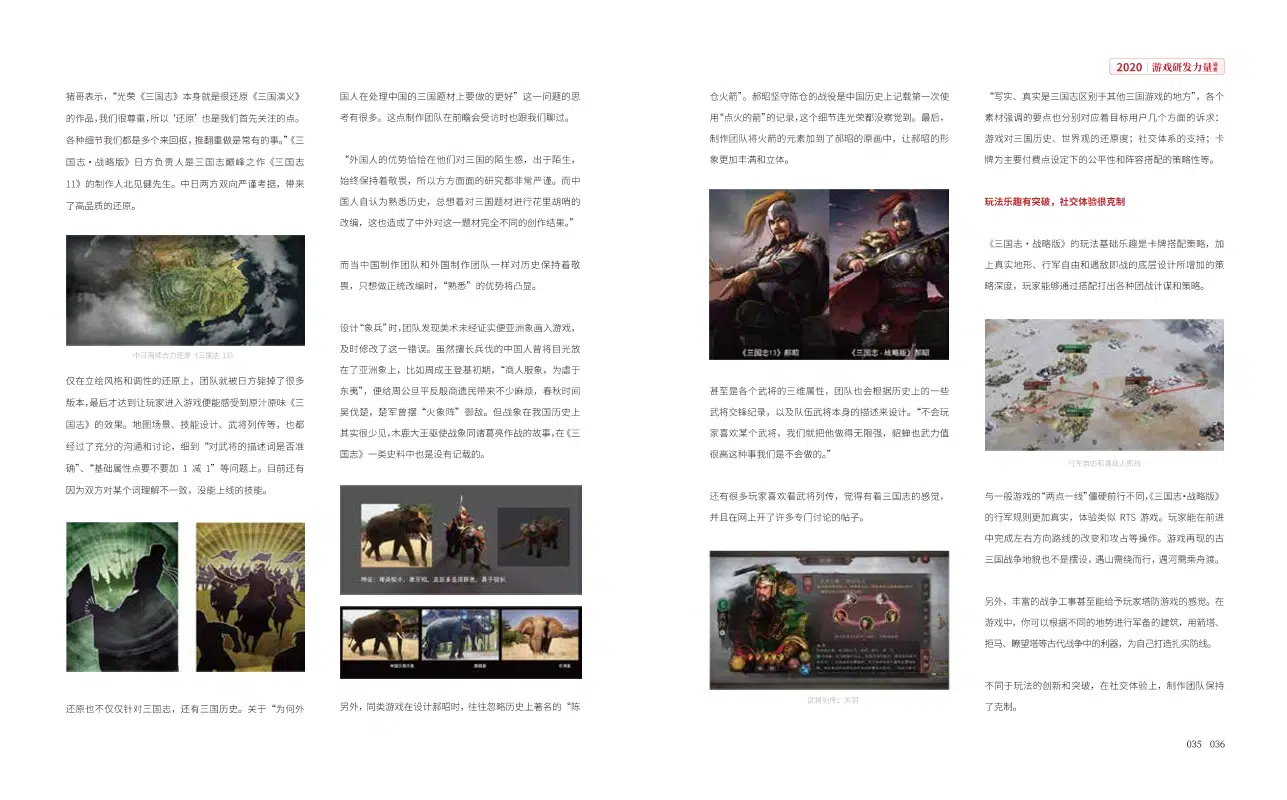 2020 游戏研发力量
猪哥表示，“光荣《三国志》本身就是很还原《三国演义》
的作品，我们很尊重，所以‘还原’也是我们首先关注的点。
各种细节我们都是多个来回抠，推翻重做是常有的事。”《三
国志·战略版》日方负责人是三国志巅峰之作《三国志
11》的制作人北见健先生。中日两方双向严谨考据，带来
了高品质的还原。
中日画师合力还原《三国志 13》
仅在立绘风格和调性的还原上，团队就被日方毙掉了很多
版本，最后才达到让玩家进入游戏便能感受到原汁原味《三
国志》的效果。地图场景、技能设计、武将列传等，也都
经过了充分的沟通和讨论，细到“对武将的描述词是否准
确”、“基础属性点要不要加 1 减 1”等问题上。目前还有
因为双方对某个词理解不一致，没能上线的技能。
还原也不仅仅针对三国志，还有三国历史。关于“为何外
国人在处理中国的三国题材上要做的更好”这一问题的思
考有很多。这点制作团队在前瞻会受访时也跟我们聊过。
“外国人的优势恰恰在他们对三国的陌生感，出于陌生，
始终保持着敬畏，所以方方面面的研究都非常严谨。而中
国人自认为熟悉历史，总想着对三国题材进行花里胡哨的
改编，这也造成了中外对这一题材完全不同的创作结果。”
而当中国制作团队和外国制作团队一样对历史保持着敬
畏，只想做正统改编时，“熟悉”的优势将凸显。
设计“象兵”时，团队发现美术未经证实便亚洲象画入游戏，
及时修改了这一错误。虽然擅长兵伐的中国人曾将目光放
在了亚洲象上，比如周成王登基初期，“商人服象，为虐于
东夷”，便给周公旦平反殷商遗民带来不少麻烦，春秋时间
吴伐楚，楚军曾摆“火象阵”御敌。但战象在我国历史上
其实很少见，木鹿大王驱使战象同诸葛亮作战的故事，在《三
国志》一类史料中也是没有记载的。
另外，同类游戏在设计郝昭时，往往忽略历史上著名的“陈
仓火箭”。郝昭坚守陈仓的战役是中国历史上记载第一次使
用“点火的箭”的记录，这个细节连光荣都没察觉到。最后，
制作团队将火箭的元素加到了郝昭的原画中，让郝昭的形
象更加丰满和立体。
《三国志13》郝昭
《三国志·战略版》郝昭
甚至是各个武将的三维属性，团队也会根据历史上的一些
武将交锋纪录，以及队伍武将本身的描述来设计。“不会玩
家喜欢某个武将，我们就把他做得无限强，貂蝉也武力值
很高这种事我们是不会做的。”
还有很多玩家喜欢看武将列传，觉得有看三国志的感觉，
并且在网上开了许多专门讨论的帖子。
武将列传：关羽
“写实、真实是三国志区别于其他三国游戏的地方”，各个
素材强调的要点也分别对应着目标用户几个方面的诉求：
游戏对三国历史、世界观的还原度；社交体系的支持；卡
牌为主要付费点设定下的公平性和阵容搭配的策略性等。
玩法乐趣有突破，社交体验很克制
《三国志·战略版》的玩法基础乐趣是卡牌搭配策略，加
上真实地形、行军自由和遇敌即战的底层设计所增加的策
略深度，玩家能够通过搭配打出各种团战计谋和策略。
行军自由和遇敌人即战
与一般游戏的“两点一线”僵硬前行不同，《三国志·战略版》
的行军规则更加真实，体验类似 RTS 游戏。玩家能在前进
中完成左右方向路线的改变和攻占等操作。游戏再现的古
三国战争地貌也不是摆设，遇山需绕而行，遇河需乘舟渡。
另外，丰富的战争工事甚至能给予玩家塔防游戏的感觉。在
游戏中，你可以根据不同的地势进行军备的建筑，用箭塔、
拒马、瞭望塔等古代战争中的利器，为自己打造扎实防线。
不同于玩法的创新和突破，在社交体验上，制作团队保持
了克制。
035 036